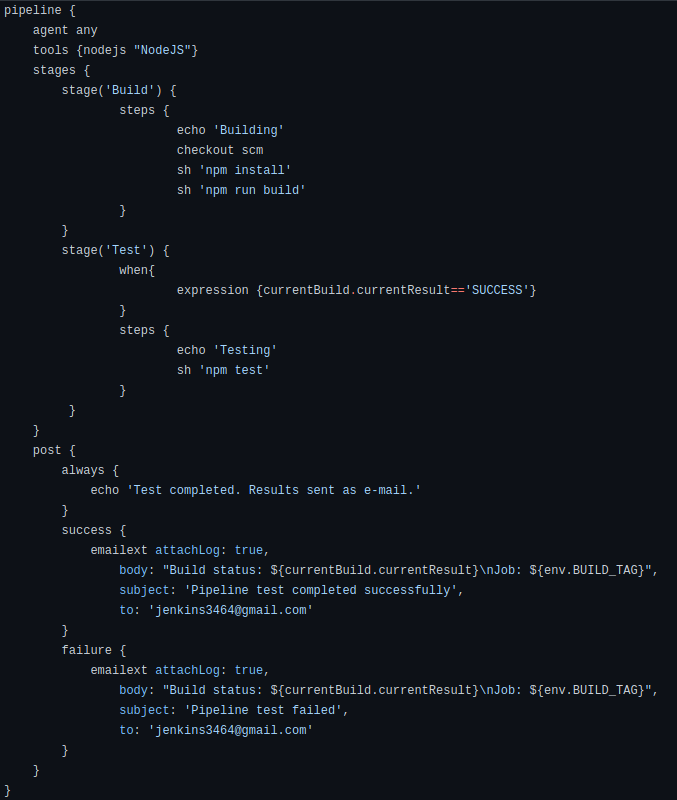 pipeline {
    agent any
    tools {nodejs "NodeJS"}
    stages {
        stage('Build') {
                steps {
                        echo 'Building'
                        checkout scm
                        sh 'npm install'
                        sh 'npm run build'
                }
        }
        stage('Test') {
                when{
                        expression {currentBuild.currentResult=='SUCCESS'}
                }
                steps {
                        echo 'Testing'
                        sh 'npm test'
                }
         }
    }
    post {
        always {
            echo 'Test completed. Results sent as e-mail.'
        }
        success {
            emailext attachLog: true,
                body: "Build status: ${currentBuild.currentResult}\nJob: ${env.BUILD_TAG}",
                subject: 'Pipeline test completed successfully',
                to: 'jenkins3464@gmail.com'
        }
        failure {
            emailext attachLog: true,
                body: "Build status: ${currentBuild.currentResult}\nJob: ${env.BUILD_TAG}",
                subject: 'Pipeline test failed',
                to: 'jenkins3464@gmail.com'
        }
    }
}